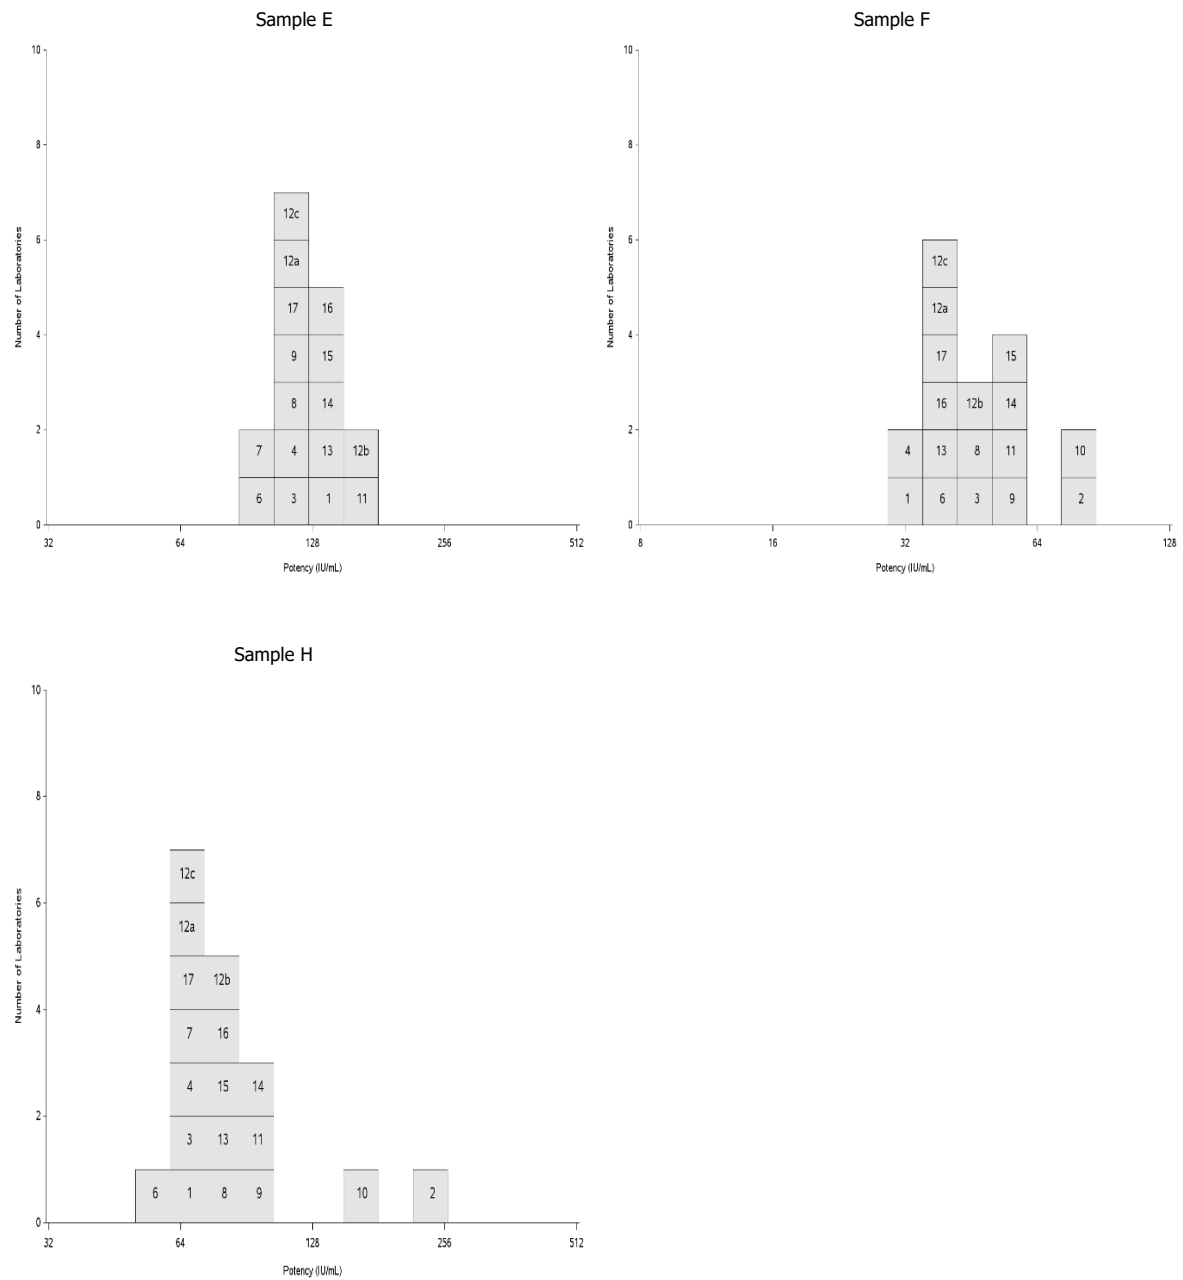 Sample E
Sample F
10
8
6
4
2
0
Number of Laboratories
12c
12a
17 16
9 15
8 14
7 4 13 12b
6 3 1 11
32 64 128 256 512
Potency (IU/mL)
10
8
6
4
2
0
Number of Laboratories
12c
12a
17 15
16 12b 14
4 13 8 11 10
1 6 3 9 2
8 16 32 64 128
Potency (IU/mL)
Sample H
10
8
6
4
2
0
Number of Laboratories
12c
12a
17 12b
7 16
4 15 14
3 13 11
6 1 8 9 10 2
32 64 128 256 512
Potency (IU/mL)